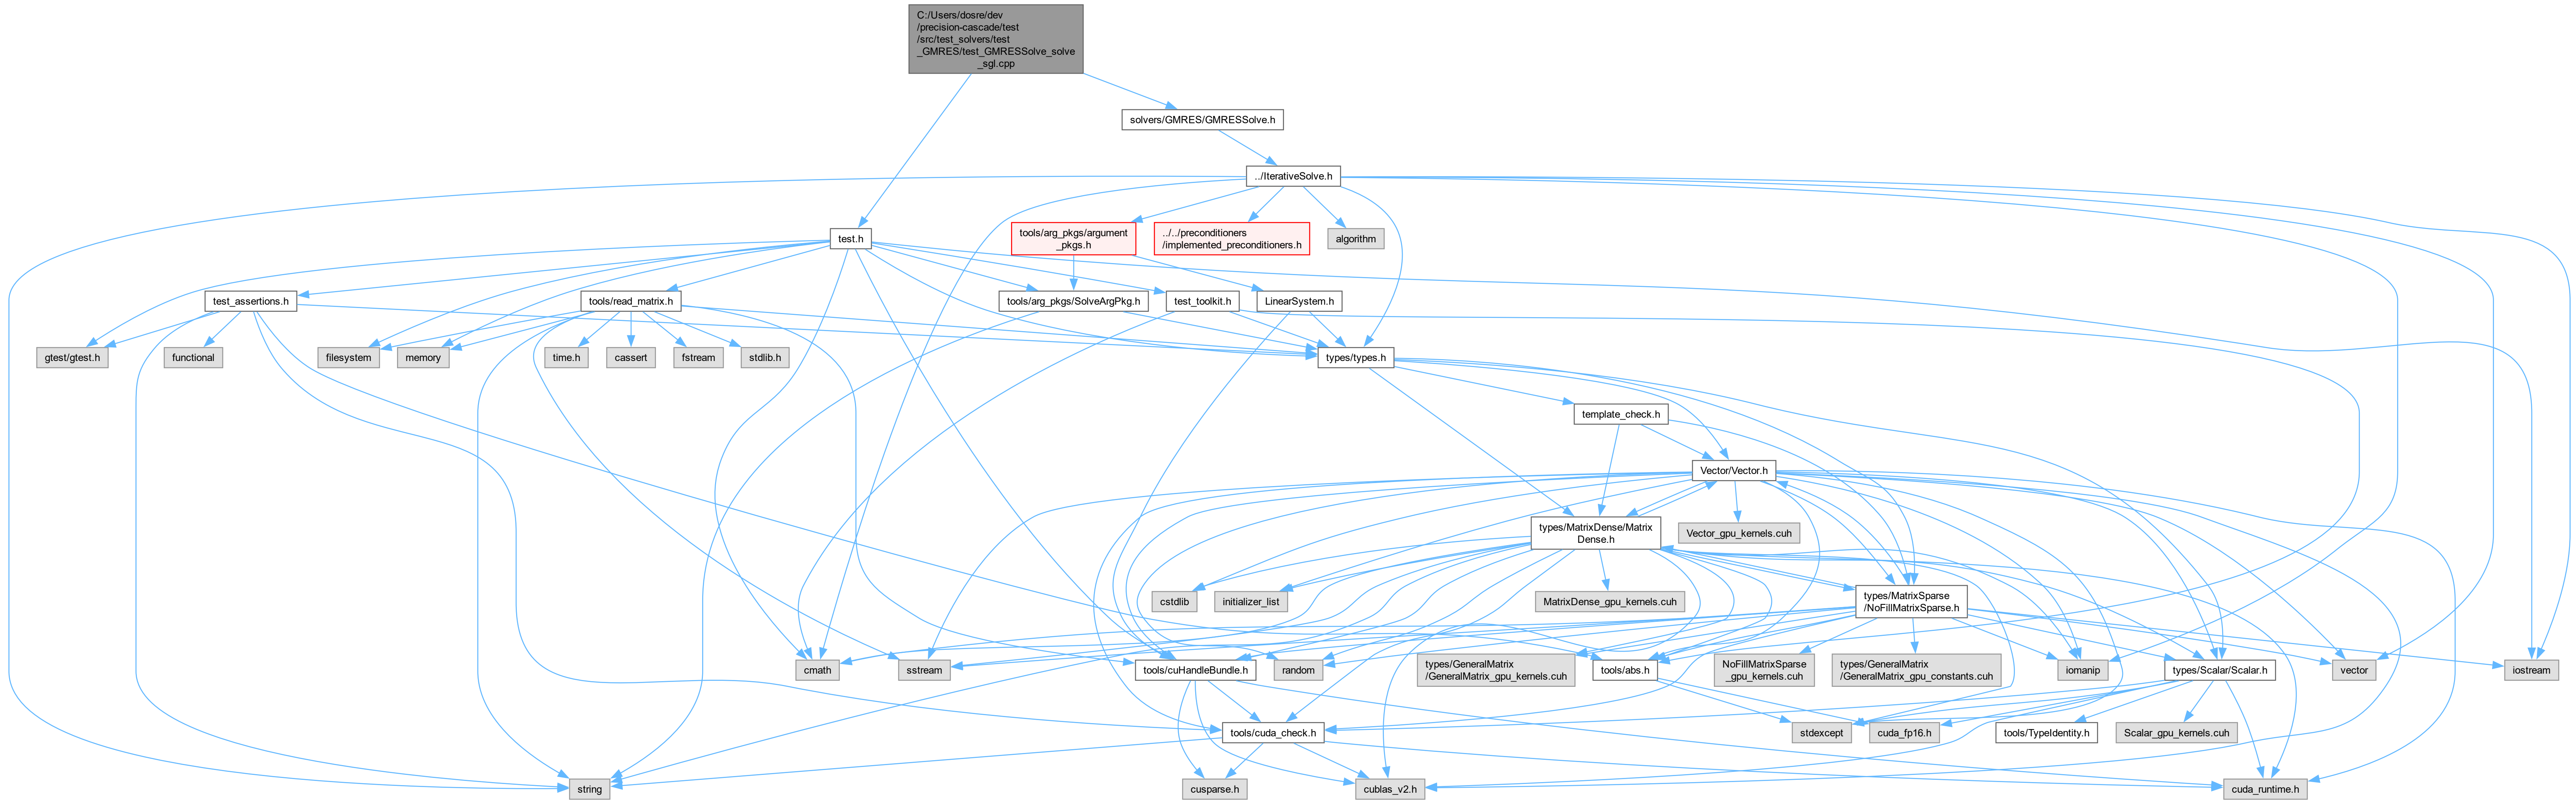 C:/Users/dosre/dev
/precision-cascade/test
/src/test_solvers/test
_GMRES/test_GMRESSolve_solve
_sgl.cpp
solvers/GMRES/GMRESSolve.h
../IterativeSolve.h
test.h
tools/arg_pkgs/argument
_pkgs.h
../../preconditioners
/implemented_preconditioners.h
algorithm
test_assertions.h
tools/read_matrix.h
tools/arg_pkgs/SolveArgPkg.h
test_toolkit.h
LinearSystem.h
gtest/gtest.h
functional
filesystem
memory
time.h
cassert
fstream
stdlib.h
types/types.h
template_check.h
Vector/Vector.h
types/MatrixDense/Matrix
Dense.h
Vector_gpu_kernels.cuh
cstdlib
initializer_list
MatrixDense_gpu_kernels.cuh
types/MatrixSparse
/NoFillMatrixSparse.h
cmath
sstream
tools/cuHandleBundle.h
random
types/GeneralMatrix
/GeneralMatrix_gpu_kernels.cuh
tools/abs.h
NoFillMatrixSparse
_gpu_kernels.cuh
types/GeneralMatrix
/GeneralMatrix_gpu_constants.cuh
iomanip
types/Scalar/Scalar.h
vector
iostream
tools/cuda_check.h
stdexcept
cuda_fp16.h
tools/TypeIdentity.h
Scalar_gpu_kernels.cuh
string
cusparse.h
cublas_v2.h
cuda_runtime.h